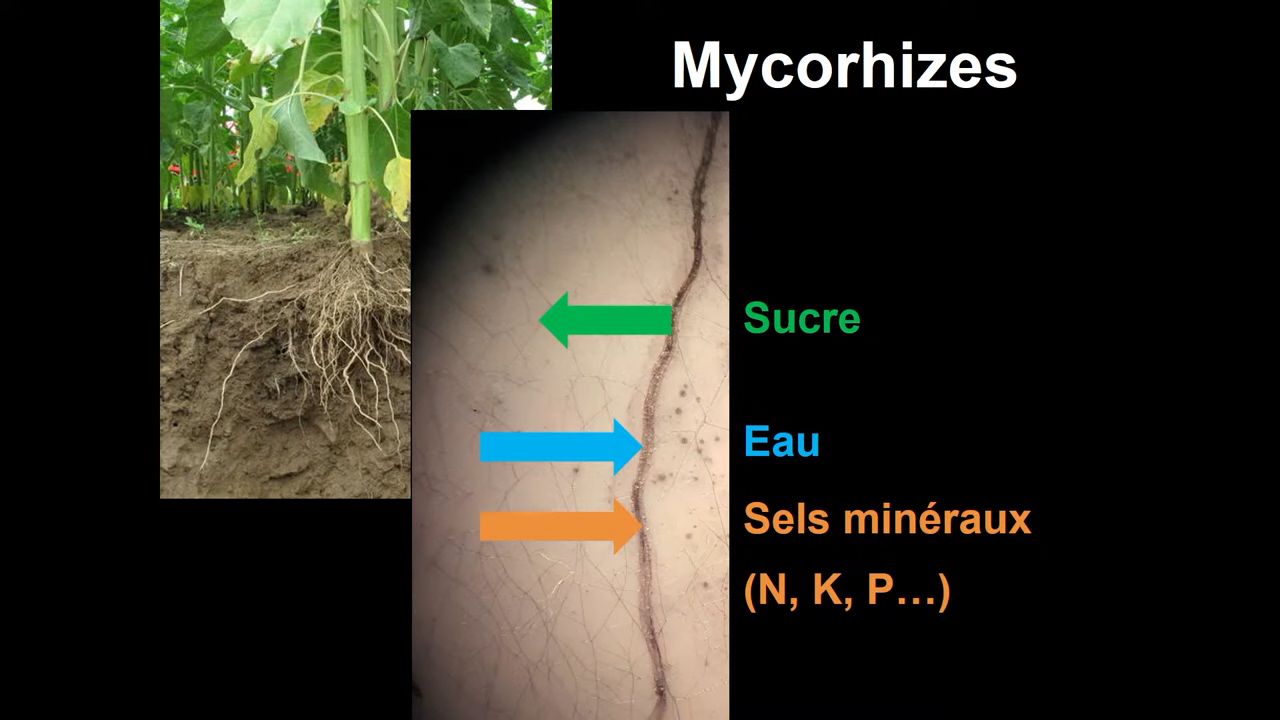 Mycorhizes
Sucre
Eau
Sels minéraux
(N, K, P…)